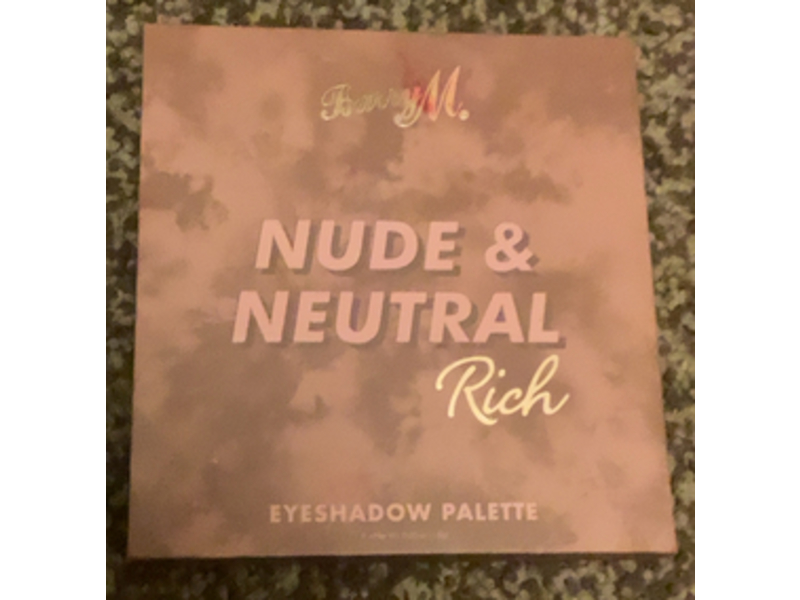 Barry M.
NUDE &
NEUTRAL
Rich
EYESHADOW PALETTE